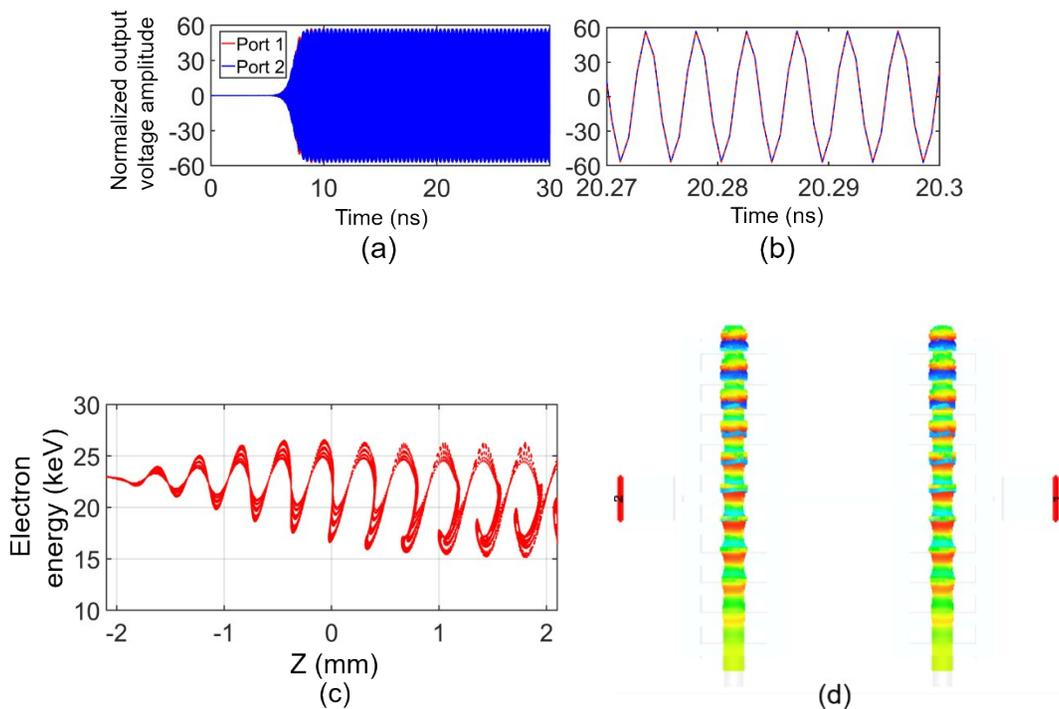 Normalized output
voltage amplitude
60
30
0
-30
-60
Port 1
Port 2
0 10 20 30
Time (ns)
(a)
60
30
0
-30
-60
20.27 20.28 20.29 20.3
Time (ns)
(b)
Electron
energy (keV)
30
25
20
15
10
-2 -1 0 1 2
Z (mm)
(c)
2
1
(d)